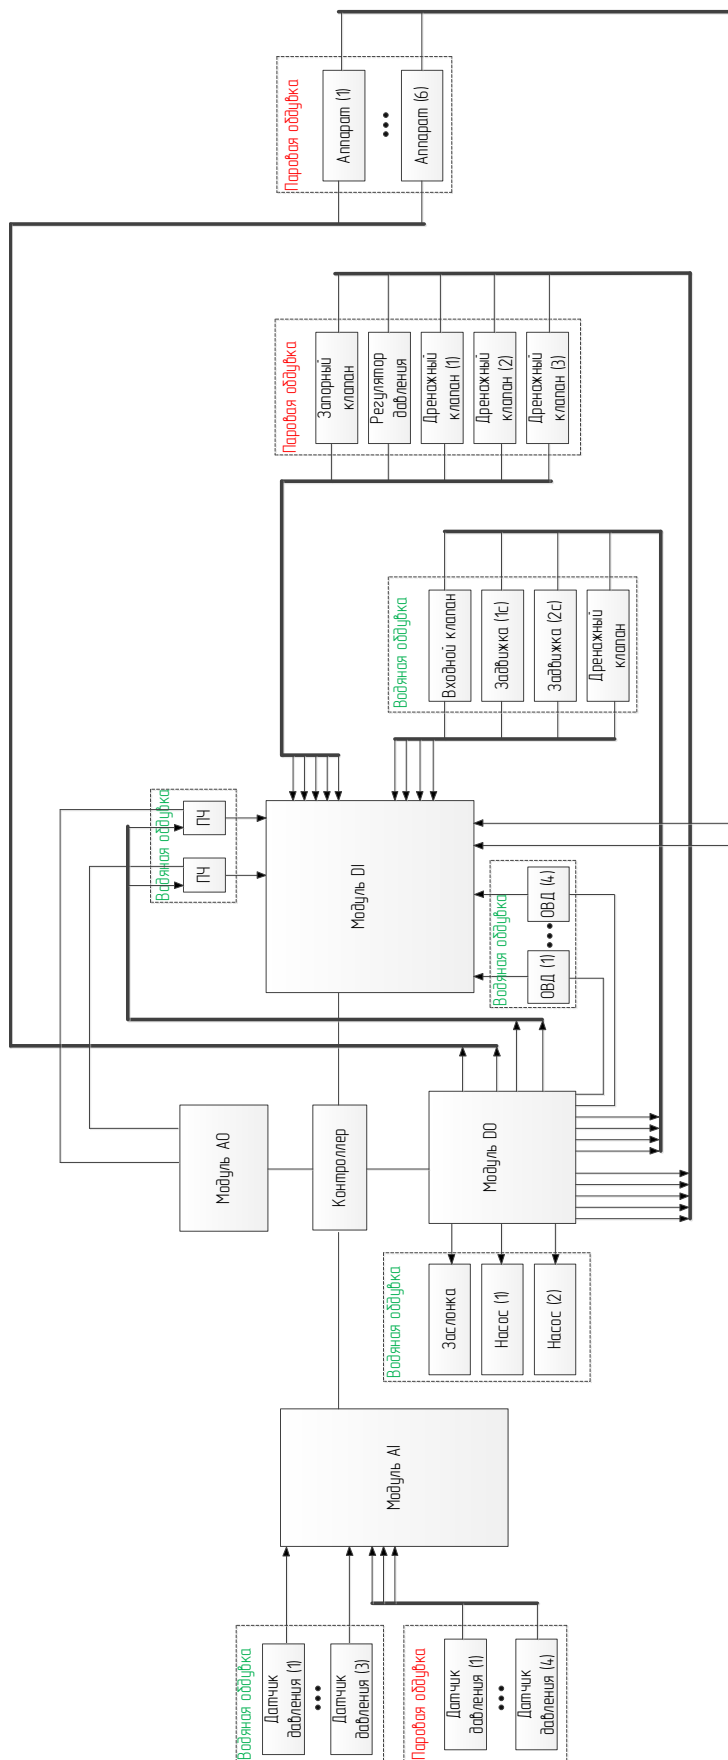 Паровая обдувка
Аппарат (1)
Аппарат (6)
Паровая обдувка
Запорный
клапан
Регулятор
давления
Дренажный
клапан (1)
Дренажный
клапан (2)
Дренажный
клапан (3)
Водяная обдувка
Входной клапан
Задвижка (1с)
Задвижка (2с)
Дренажный
клапан
Водяная обдувка
ПЧ
ПЧ
Модуль DI
Водяная обдувка
ОВД (1)
ОВД (4)
Модуль AO
Контроллер
Модуль DO
Водяная обдувка
Заслонка
Насос (1)
Насос (2)
Модуль AI
Водяная обдувка
Датчик
давления (1)
Датчик
давления (3)
Паровая обдувка
Датчик
давления (1)
Датчик
давления (4)